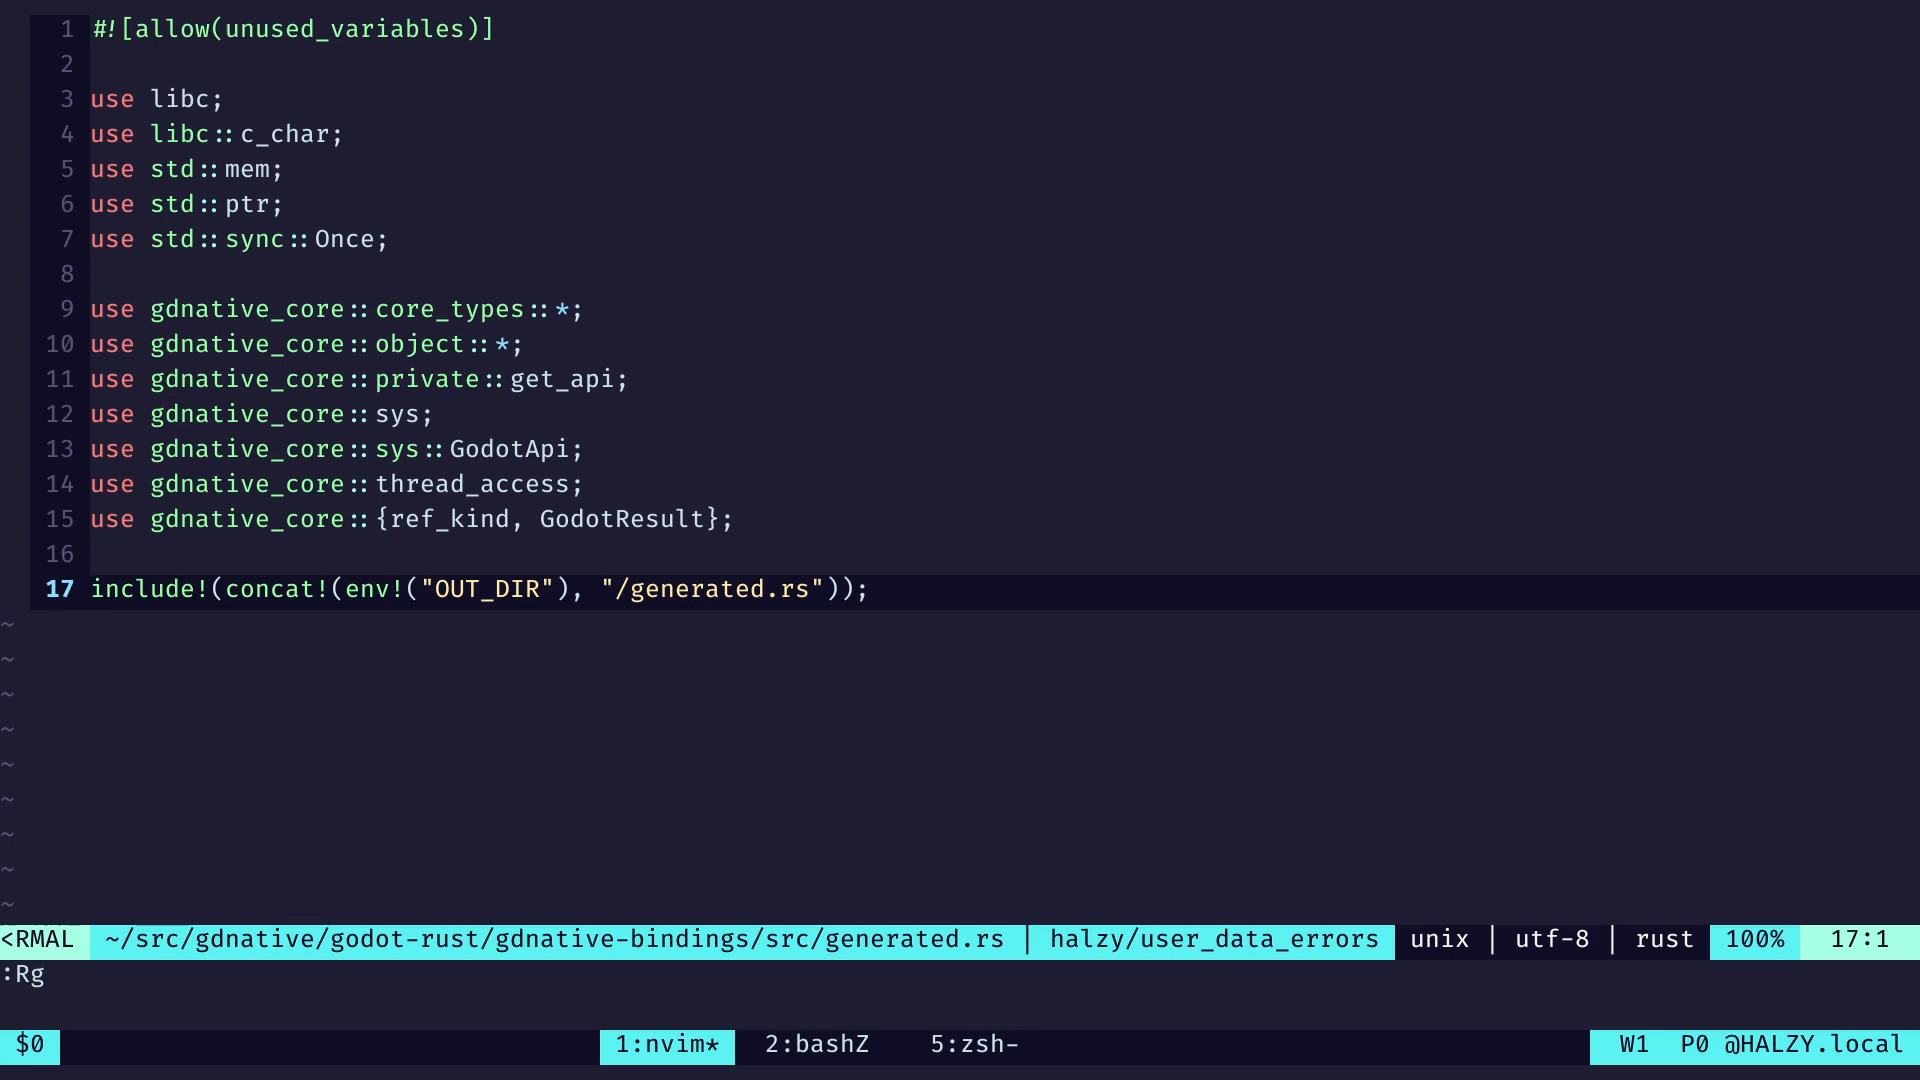 1 #![allow(unused_variables)]
2
3 use libc;
4 use libc::c_char;
5 use std::mem;
6 use std::ptr;
7 use std::sync::Once;
8
9 use gdnative_core::core_types::*;
10 use gdnative_core::object::*;
11 use gdnative_core::private::get_api;
12 use gdnative_core::sys;
13 use gdnative_core::sys::GodotApi;
14 use gdnative_core::thread_access;
15 use gdnative_core::{ref_kind, GodotResult};
16
17 include!(concat!(env!("OUT_DIR"), "/generated.rs"));
~
~
~
~
~
~
~
~
~
<RMAL ~/src/gdnative/godot-rust/gdnative-bindings/src/generated.rs | halzy/user_data_errors unix | utf-8 | rust 100% 17:1
:Rg
$0 1:nvim* 2:bashZ 5:zsh- W1 P0 @HALZY.local